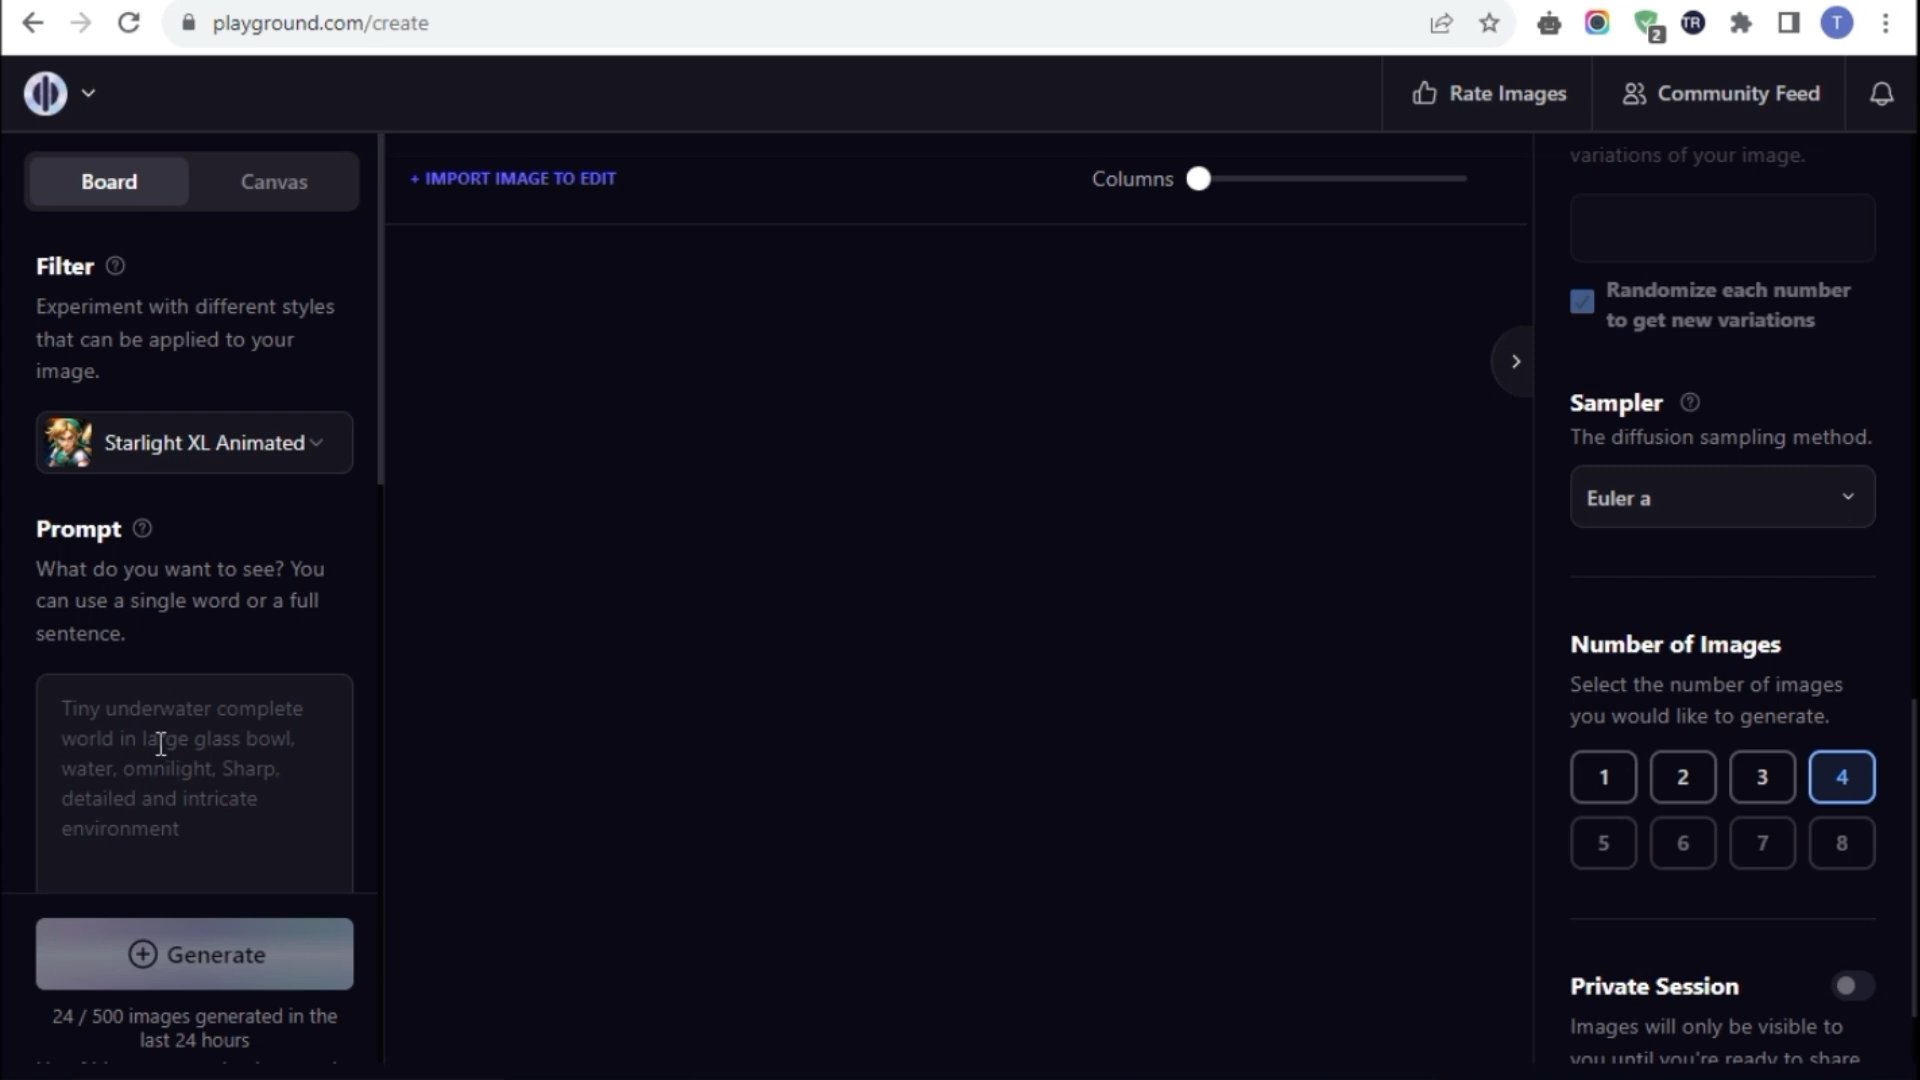 playground.com/create
2
TR
T
Rate Images
Community Feed
Board
Canvas
+ IMPORT IMAGE TO EDIT
Columns
Filter
Experiment with different styles
that can be applied to your
image.
Starlight XL Animated
Prompt
What do you want to see? You
can use a single word or a full
sentence.
Tiny underwater complete
world in large glass bowl,
water, omnilight, Sharp,
detailed and intricate
environment
Generate
24 / 500 images generated in the
last 24 hours
variations of your image.
Randomize each number
to get new variations
Sampler
The diffusion sampling method.
Euler a
Number of Images
Select the number of images
you would like to generate.
1 2 3 4
5 6 7 8
Private Session
Images will only be visible to
you until you're ready to share